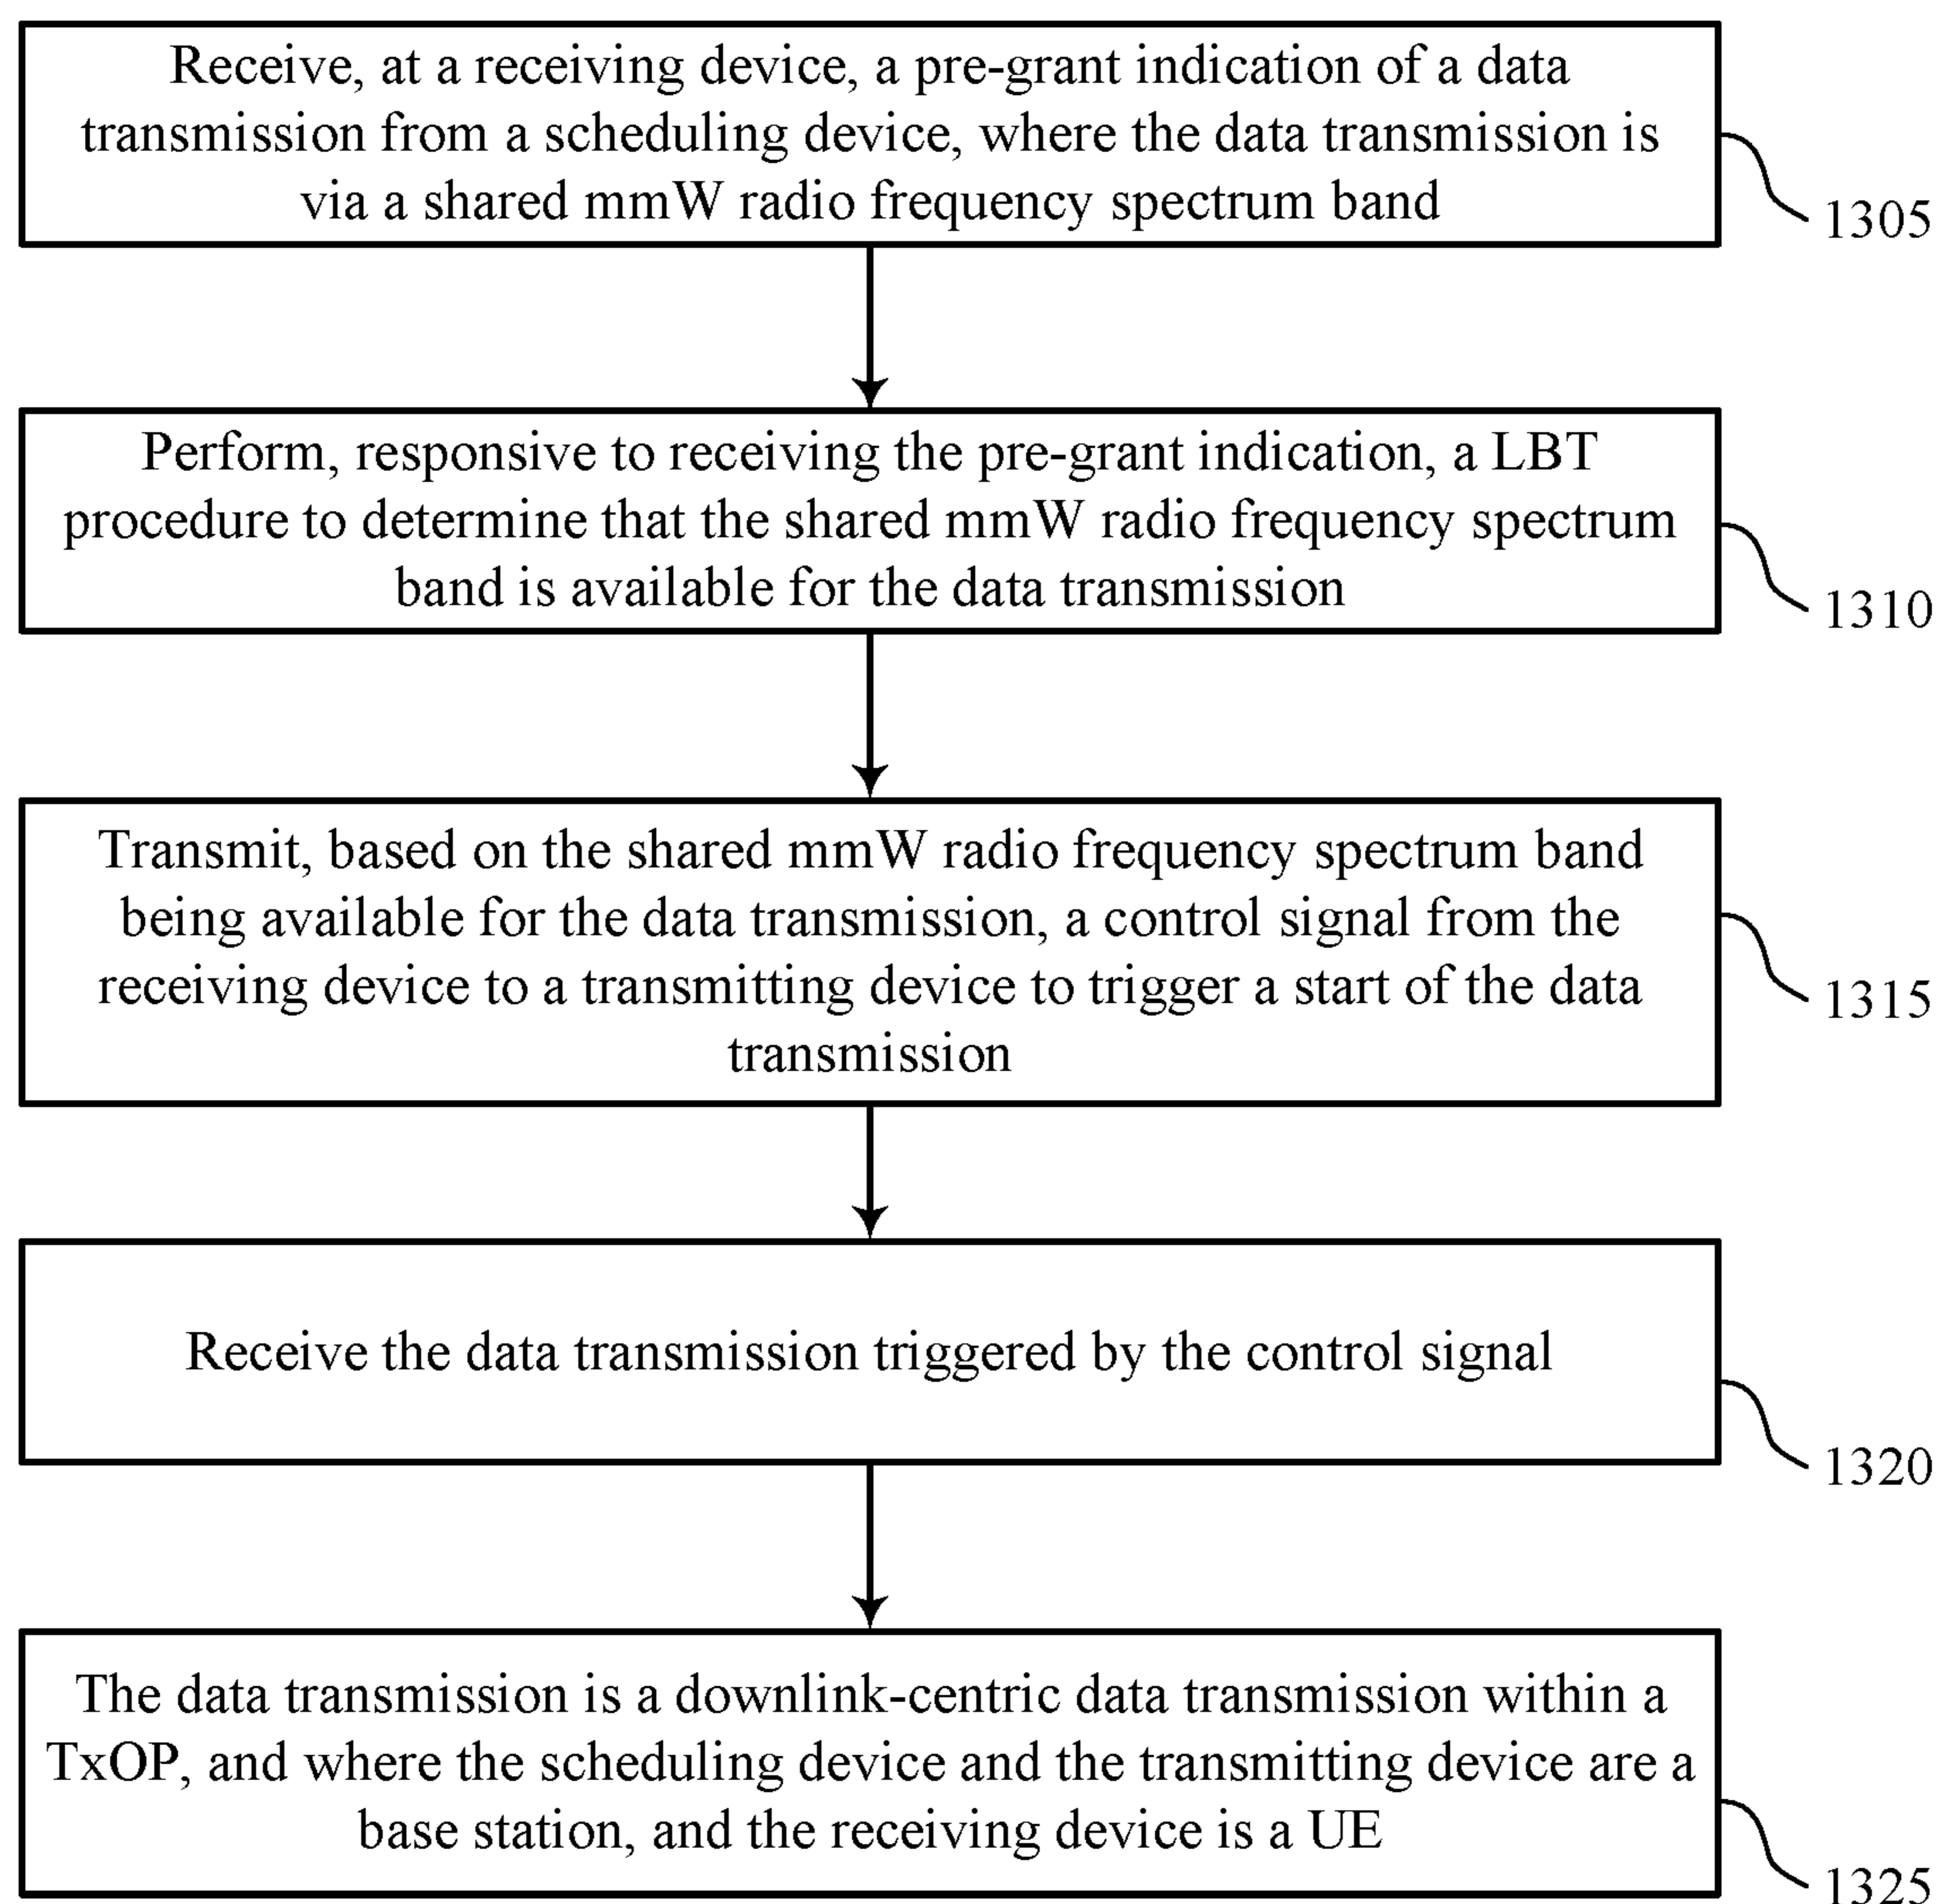 Receive, at a receiving device, a pre-grant indication of a data
transmission from a scheduling device, where the data transmission is
via a shared mmW radio frequency spectrum band
1305
Perform, responsive to receiving the pre-grant indication, a LBT
procedure to determine that the shared mmW radio frequency spectrum
band is available for the data transmission
1310
Transmit, based on the shared mmW radio frequency spectrum band
being available for the data transmission, a control signal from the
receiving device to a transmitting device to trigger a start of the data
transmission
1315
Receive the data transmission triggered by the control signal
1320
The data transmission is a downlink-centric data transmission within a
TxOP, and where the scheduling device and the transmitting device are a
base station, and the receiving device is a UE
1325